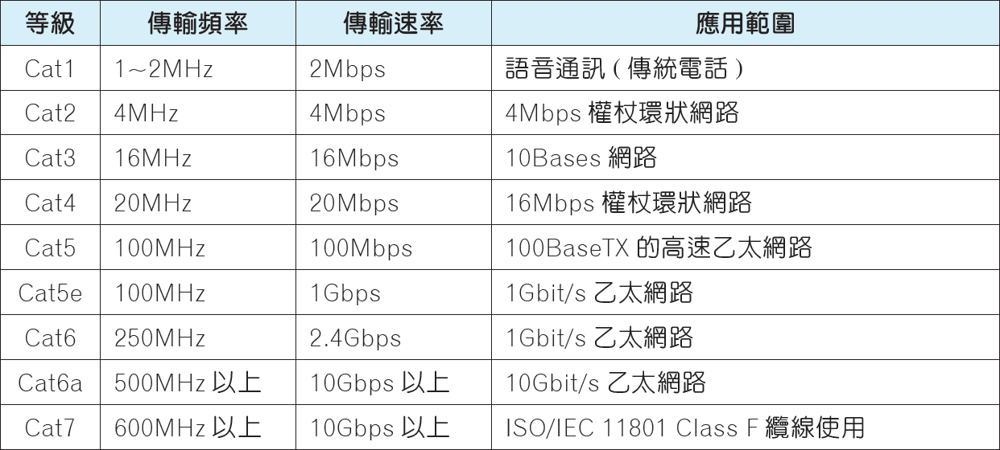 等級 傳輸頻率 傳輸速率 應用範圍
Cat1 1~2MHz 2Mbps 語音通訊(傳統電話)
Cat2 4MHz 4Mbps 4Mbps 權杖環狀網路
Cat3 16MHz 16Mbps 10Bases 網路
Cat4 20MHz 20Mbps 16Mbps 權杖環狀網路
Cat5 100MHz 100Mbps 100BaseTX 的高速乙太網路
Cat5e 100MHz 1Gbps 1Gbit/s 乙太網路
Cat6 250MHz 2.4Gbps 1Gbit/s 乙太網路
Cat6a 500MHz 以上 10Gbps 以上 10Gbit/s 乙太網路
Cat7 600MHz 以上 10Gbps 以上 ISO/IEC 11801 Class F 纜線使用